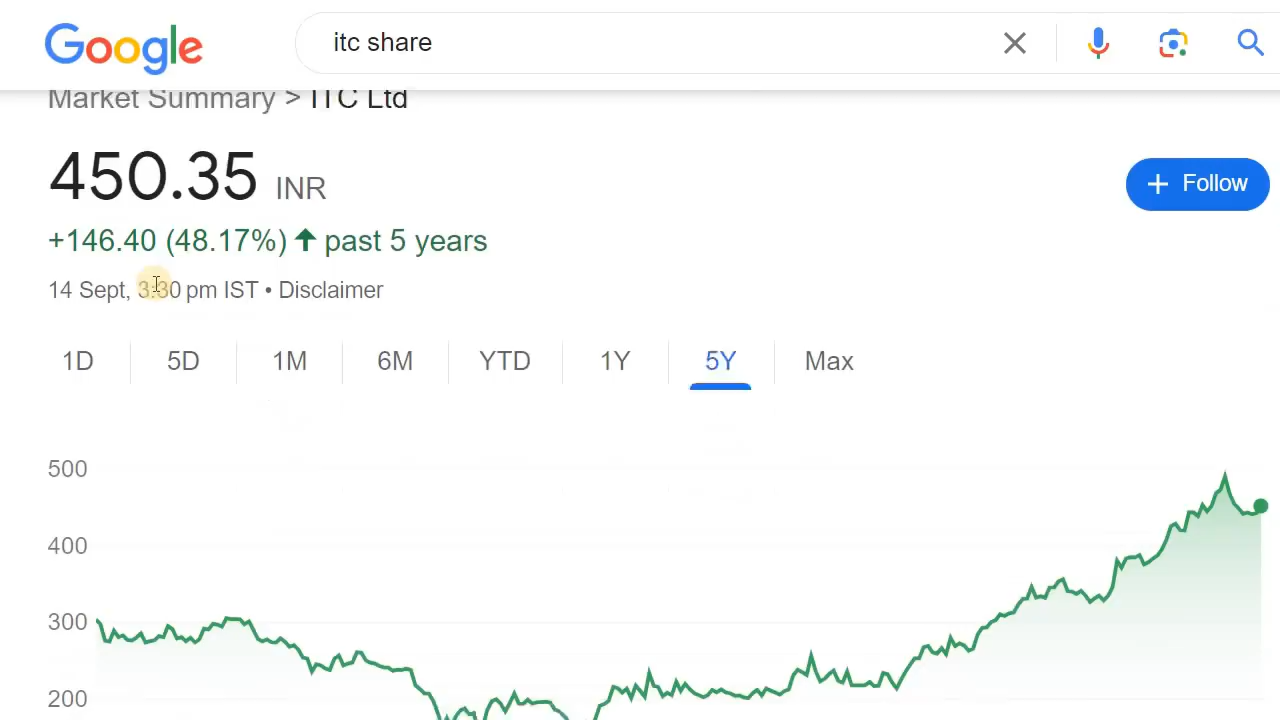 Google
itc share
Market Summary > ITC Ltd
450.35 INR
+ Follow
+146.40 (48.17%) ↑ past 5 years
14 Sept, 3:30 pm IST • Disclaimer
1D 5D 1M 6M YTD 1Y 5Y Max
500
400
300
200